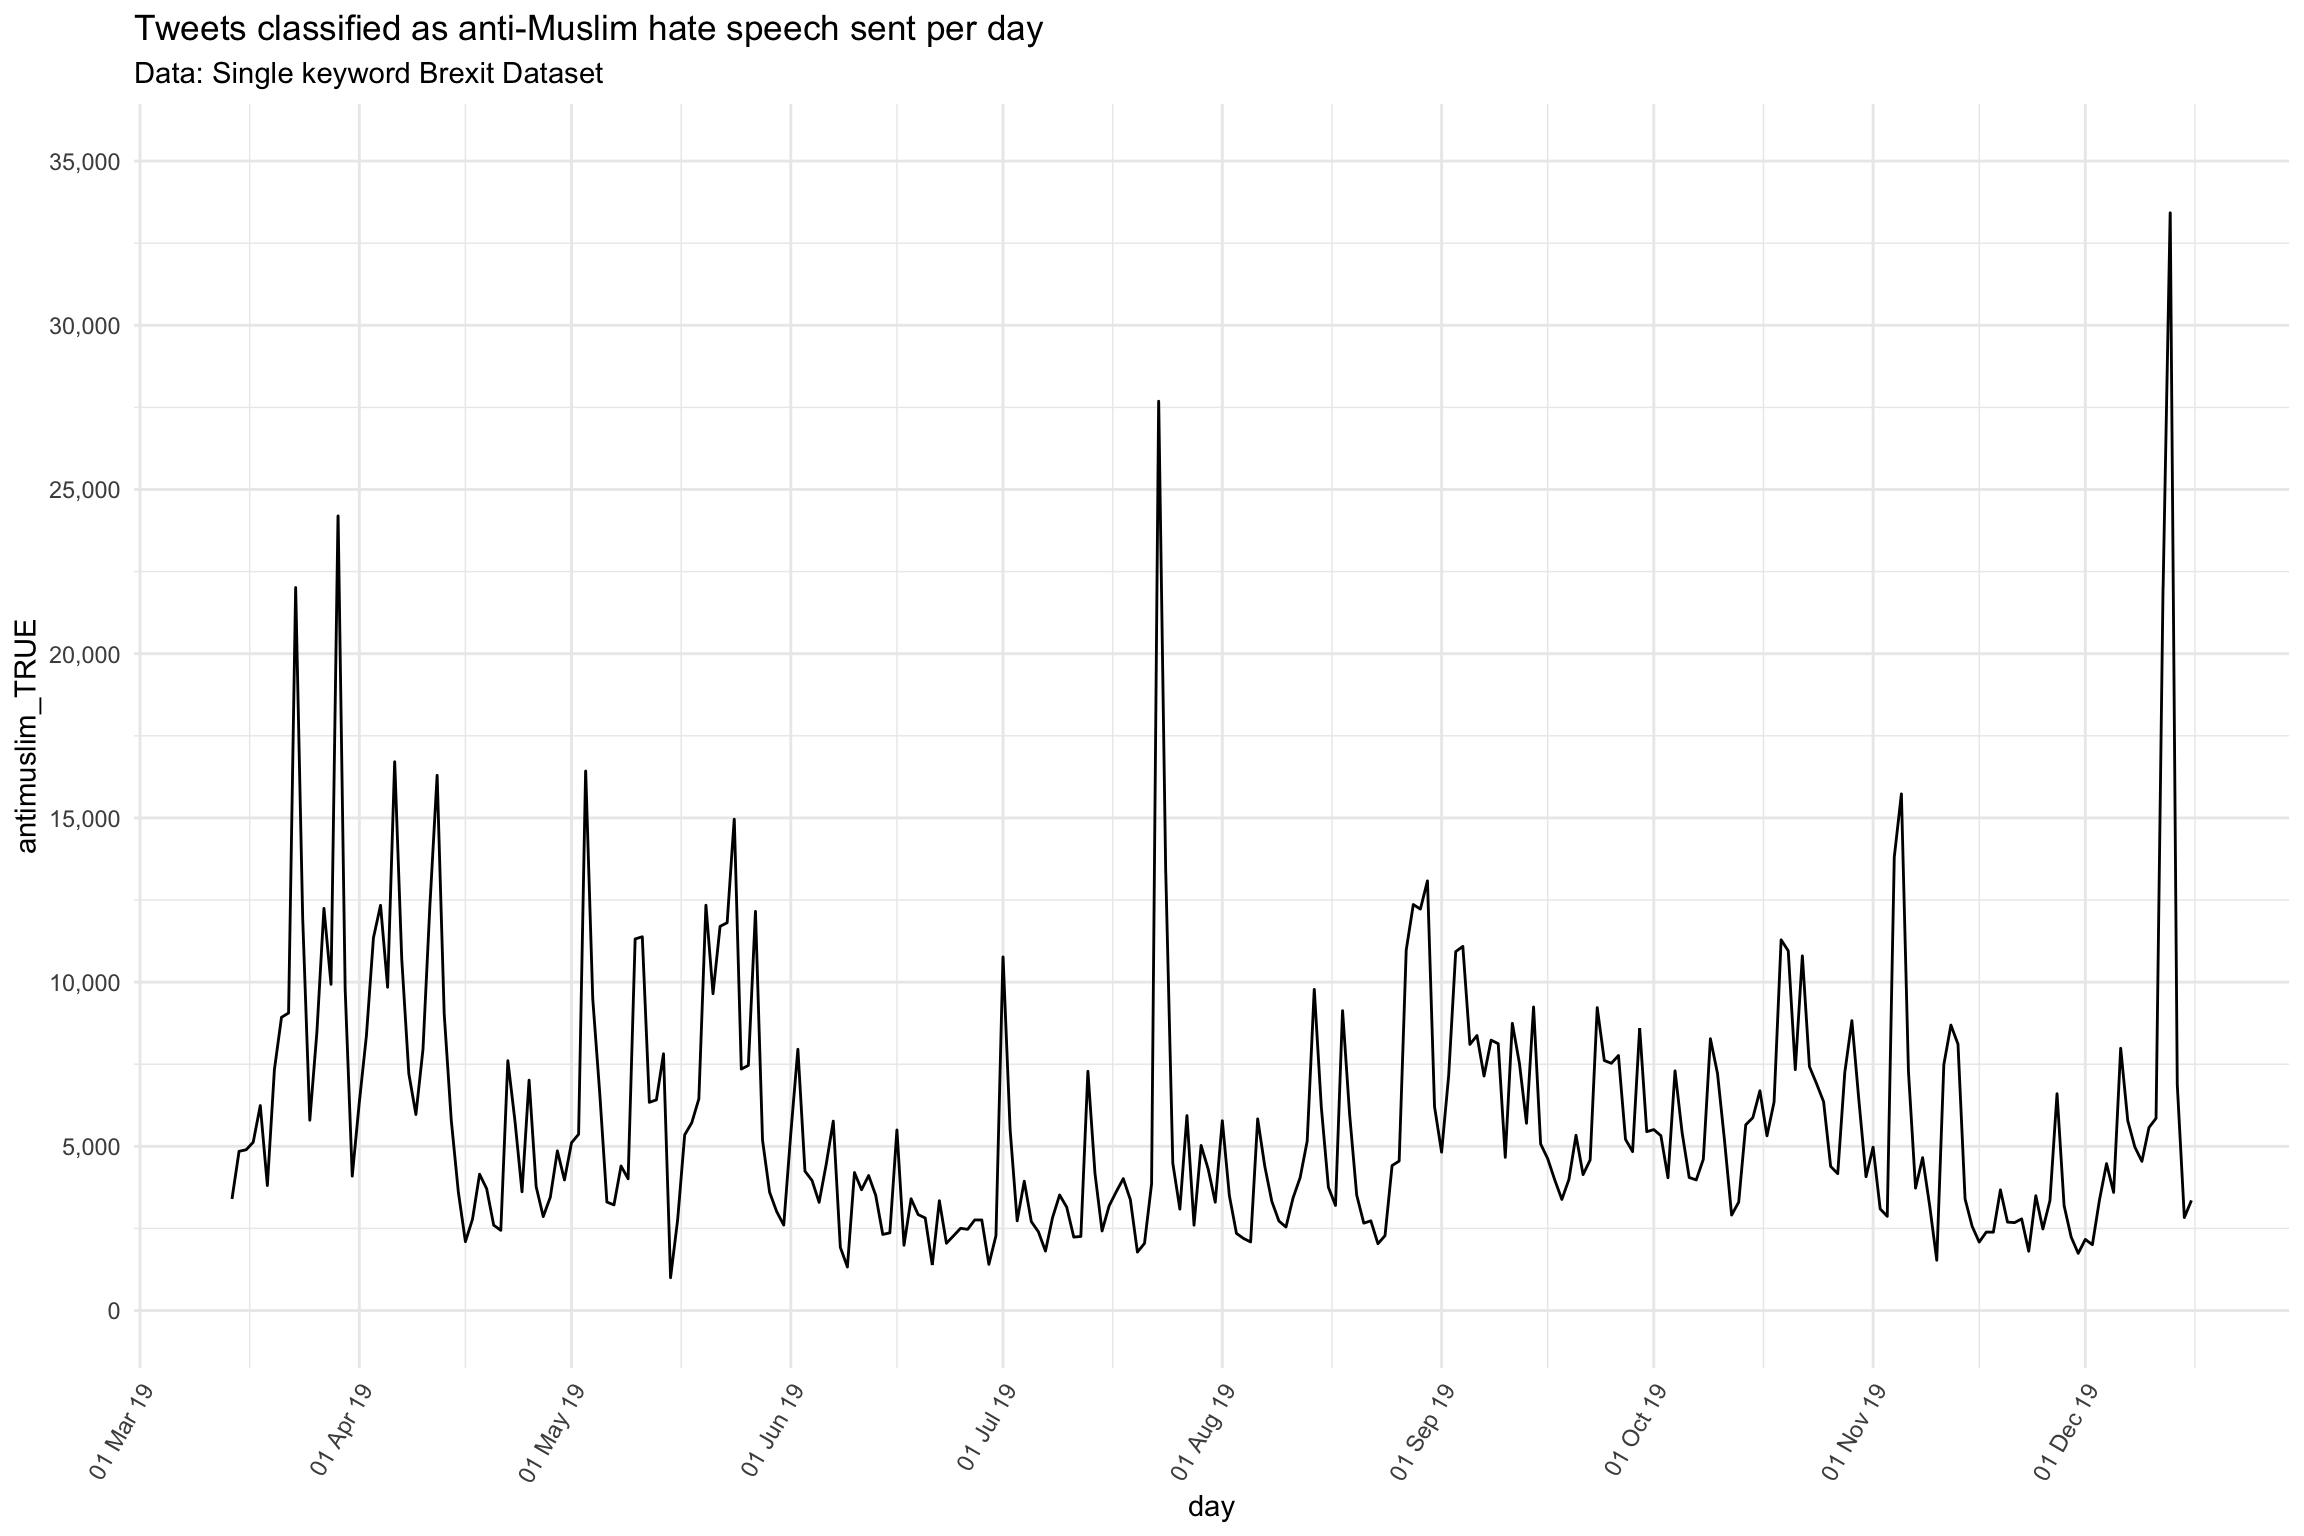 Tweets classified as anti-Muslim hate speech sent per day
Data: Single keyword Brexit Dataset
antimuslim_TRUE
35,000
30,000
25,000
20,000
15,000
10,000
5,000
0
01 Mar 19
01 Apr 19
01 May 19
01 Jun 19
01 Jul 19
01 Aug 19
01 Sep 19
01 Oct 19
01 Nov 19
01 Dec 19
day